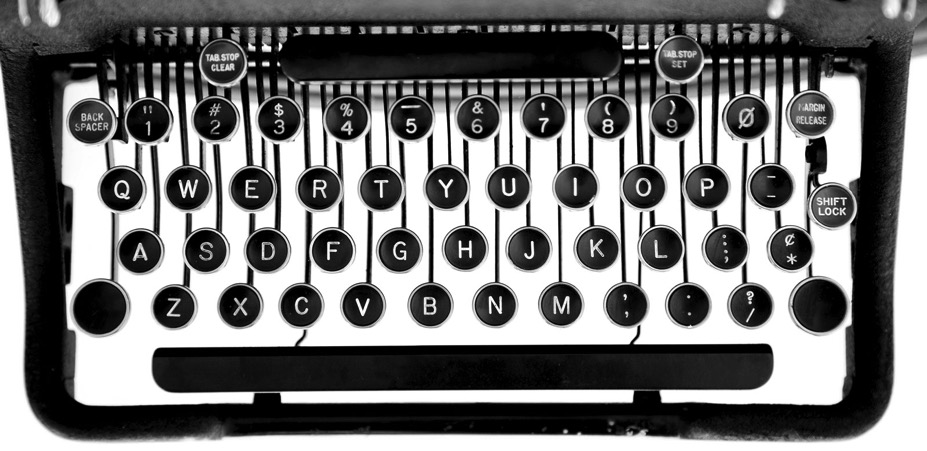 TAB.STOP CLEAR TAB.STOP SET
BACK SPACER " 1 # 2 $ 3 % 4 — 5 & 6 ' 7 ( 8 ) 9 Ø MARGIN RELEASE
Q W E R T Y U I O P - SHIFT LOCK
A S D F G H J K L : ; ¢ *
Z X C V B N M , . ? /